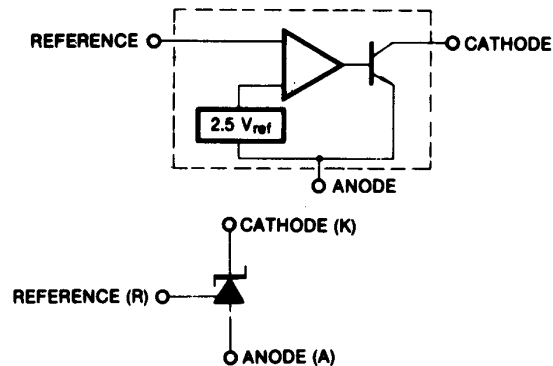 REFERENCE
CATHODE
2.5 Vref
ANODE
CATHODE (K)
REFERENCE (R)
ANODE (A)